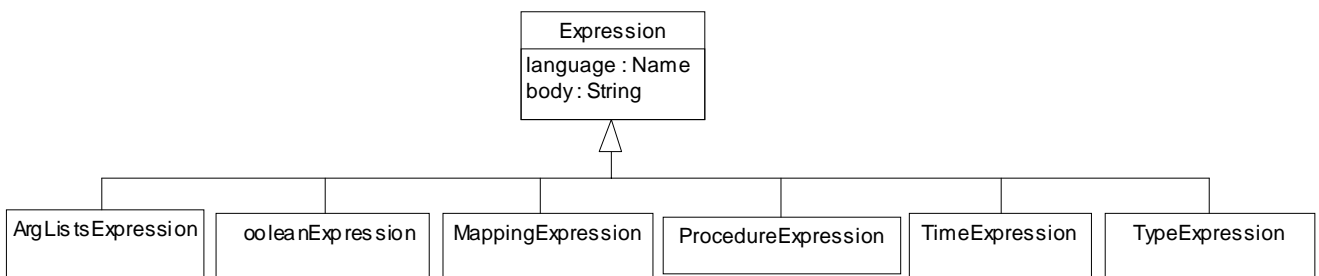 Expression
language : Name
body : String
ArgListsExpression
ooleanExpression
MappingExpression
ProcedureExpression
TimeExpression
TypeExpression